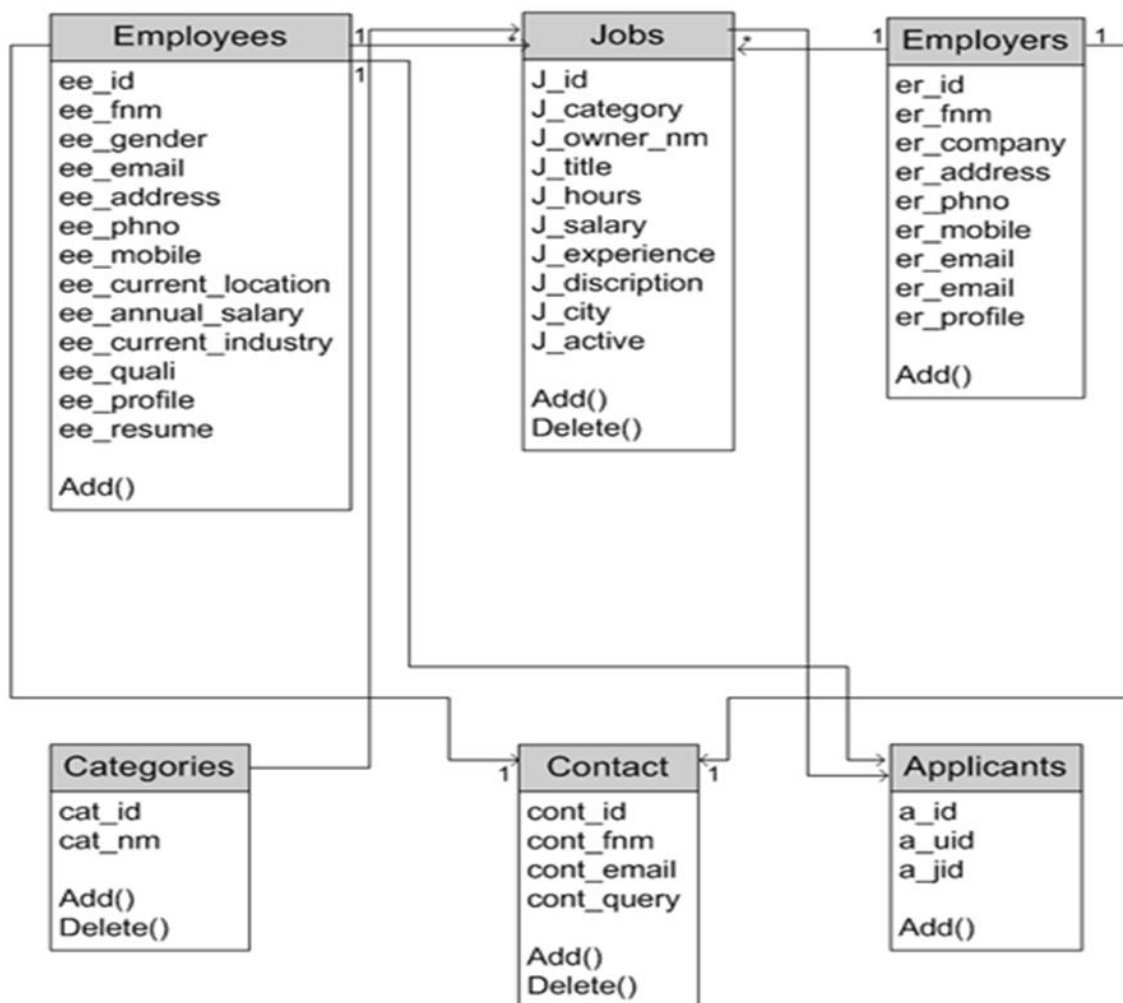 Employees
ee_id
ee_fnm
ee_gender
ee_email
ee_address
ee_phno
ee_mobile
ee_current_location
ee_annual_salary
ee_current_industry
ee_quali
ee_profile
ee_resume
Add()
1
1
*
Jobs
J_id
J_category
J_owner_nm
J_title
J_hours
J_salary
J_experience
J_discription
J_city
J_active
Add()
Delete()
*
1
Employers
1
er_id
er_fnm
er_company
er_address
er_phno
er_mobile
er_email
er_email
er_profile
Add()
Categories
cat_id
cat_nm
Add()
Delete()
1
Contact
1
cont_id
cont_fnm
cont_email
cont_query
Add()
Delete()
Applicants
a_id
a_uid
a_jid
Add()